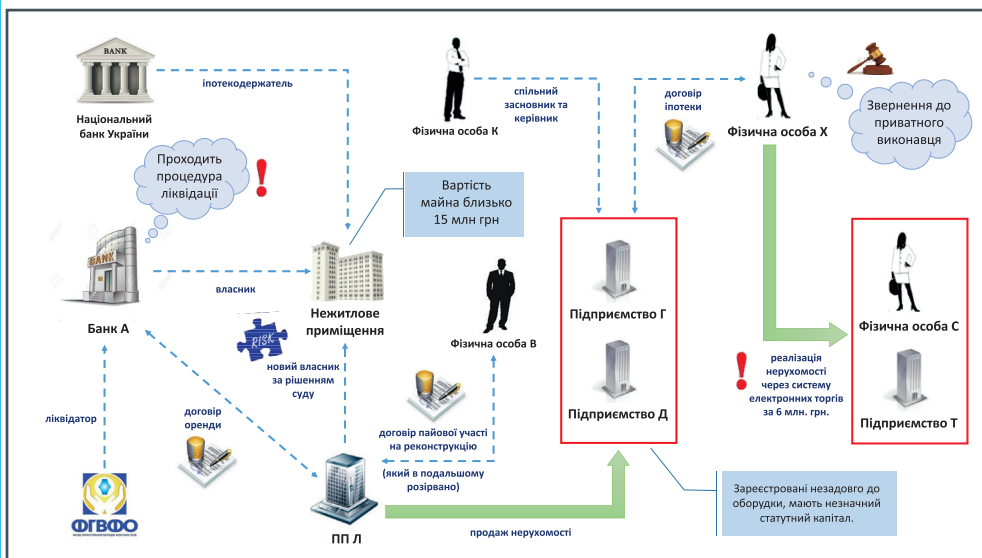 BANK
Національний
банк України
іпотекодержатель
Проходить
процедура
ліквідації
BANK
Банк А
власник
Нежитлове
приміщення
Вартість
майна близько
15 млн грн
RISK
новий власник
за рішенням
суду
ліквідатор
договір
оренди
ФГВФО
ПП Л
Фізична особа К
спільний
засновник та
керівник
Фізична особа В
договір пайової участі
на реконструкцію
(який в подальшому
розірвано)
продаж нерухомості
Підприємство Г
Підприємство Д
договір
іпотеки
Фізична особа Х
Звернення до
приватного
виконавця
реалізація
нерухомості
через систему
електронних торгів
за 6 млн. грн.
Фізична особа С
Підприємство Т
Зареєстровані незадовго до
оборудки, мають незначний
статутний капітал.